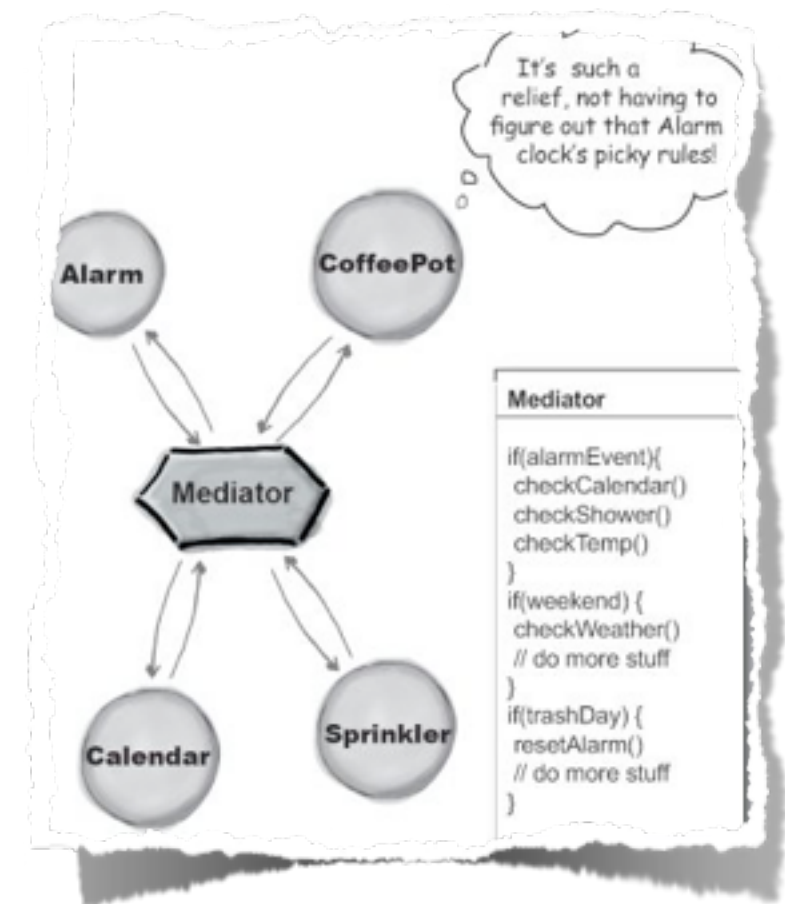 It's such a
relief, not having to
figure out that Alarm
clock's picky rules!
Alarm
CoffeePot
Mediator
Calendar
Sprinkler
Mediator
if(alarmEvent){
checkCalendar()
checkShower()
checkTemp()
}
if(weekend) {
checkWeather()
// do more stuff
}
if(trashDay) {
resetAlarm()
// do more stuff
}